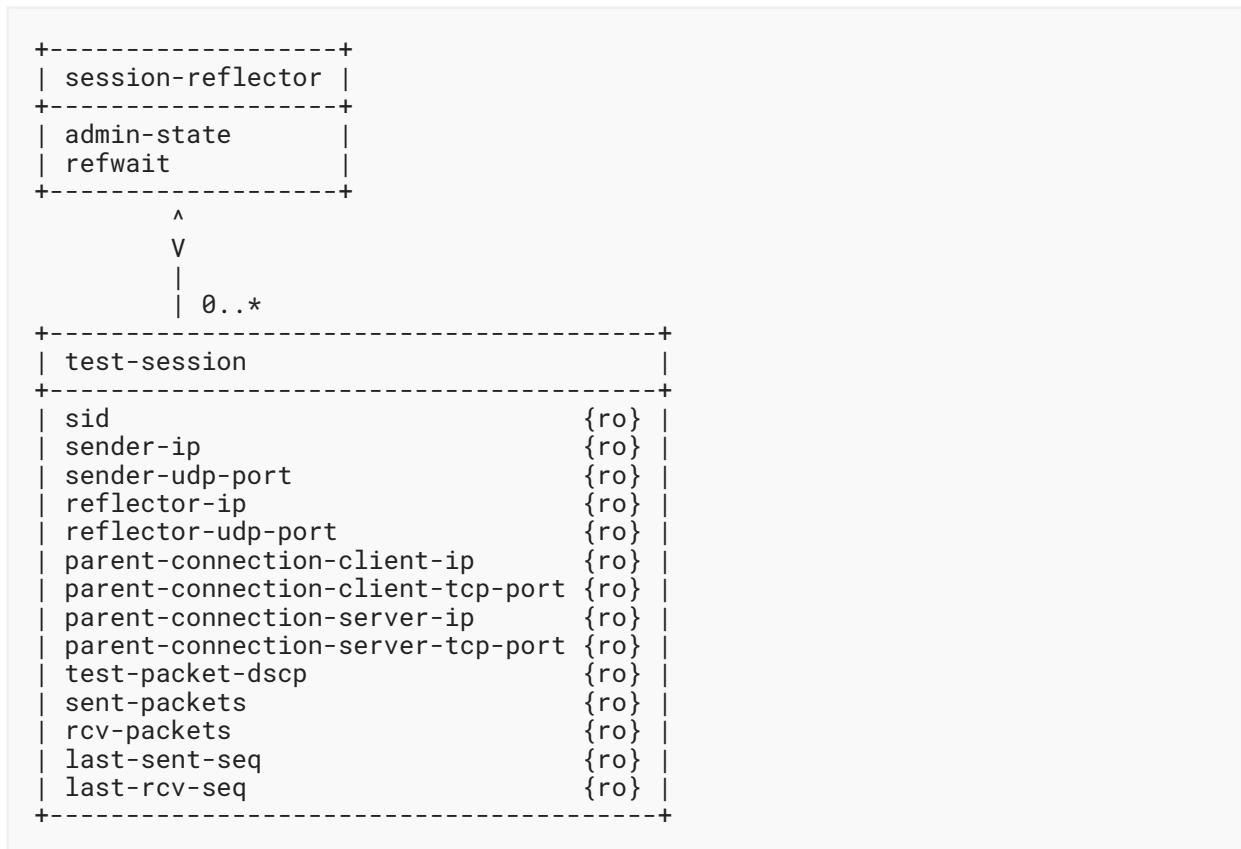 +-------------------+
| session-reflector |
+-------------------+
| admin-state       |
| refwait           |
+-------------------+
         ^
         V
         |
         | 0..*
+----------------------------------------+
| test-session                           |
+----------------------------------------+
| sid                               {ro} |
| sender-ip                         {ro} |
| sender-udp-port                   {ro} |
| reflector-ip                      {ro} |
| reflector-udp-port                {ro} |
| parent-connection-client-ip       {ro} |
| parent-connection-client-tcp-port {ro} |
| parent-connection-server-ip       {ro} |
| parent-connection-server-tcp-port {ro} |
| test-packet-dscp                  {ro} |
| sent-packets                      {ro} |
| rcv-packets                       {ro} |
| last-sent-seq                     {ro} |
| last-rcv-seq                      {ro} |
+----------------------------------------+